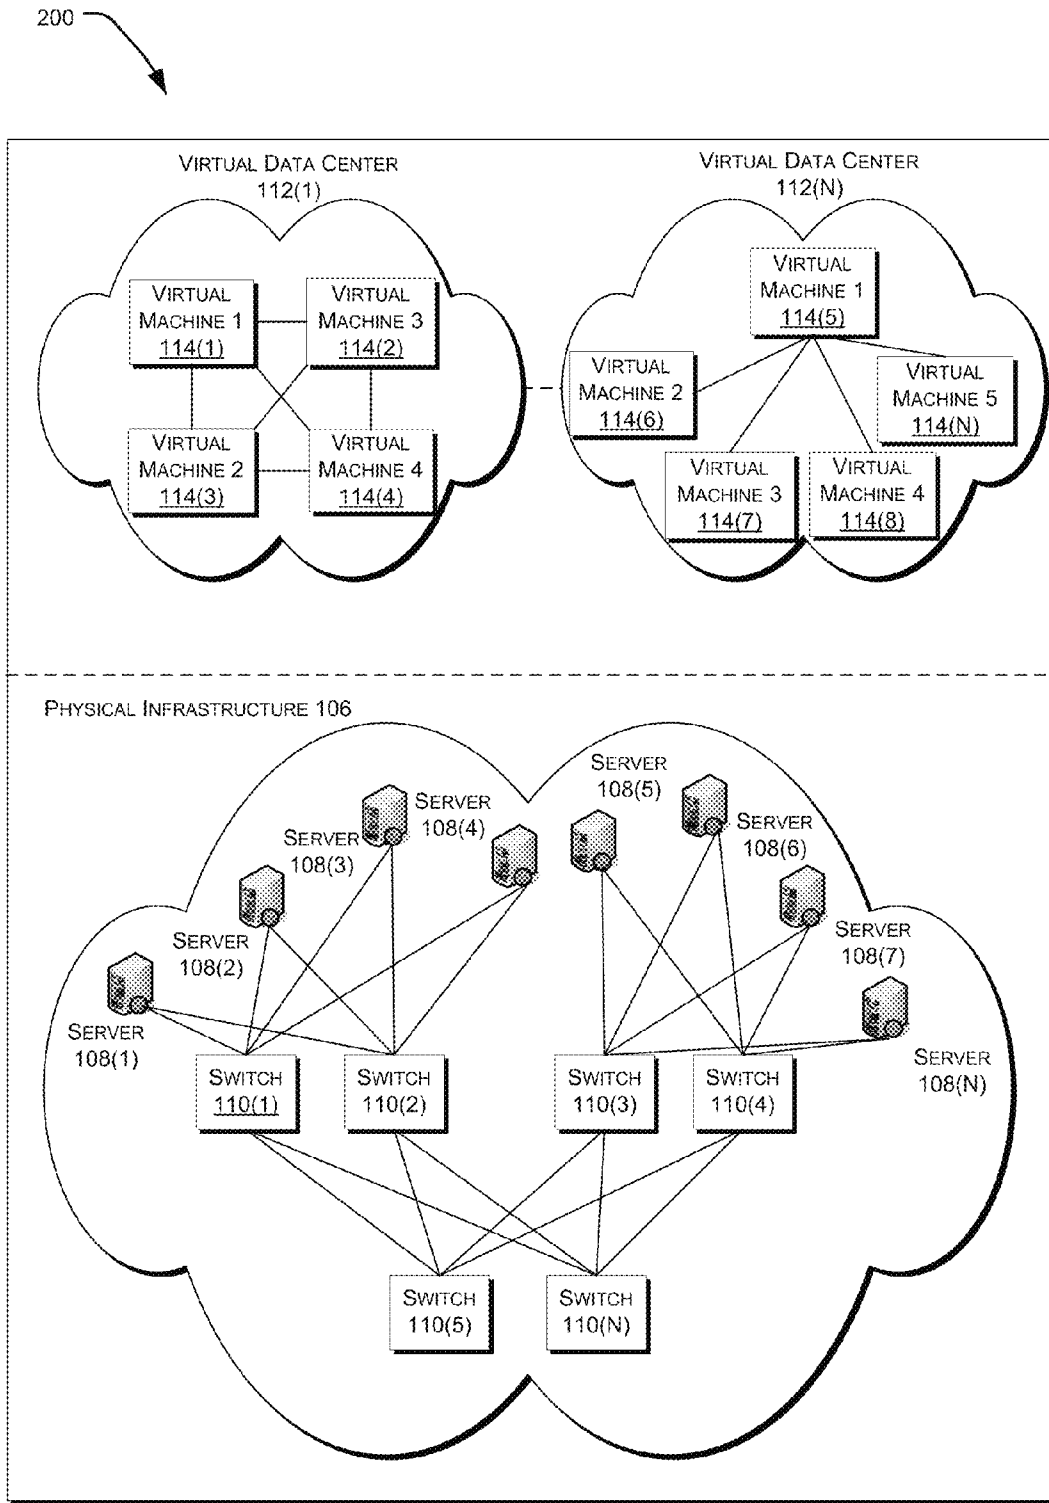 200
VIRTUAL DATA CENTER
112(1)
VIRTUAL
MACHINE 1
114(1)
VIRTUAL
MACHINE 3
114(2)
VIRTUAL
MACHINE 2
114(3)
VIRTUAL
MACHINE 4
114(4)
VIRTUAL DATA CENTER
112(N)
VIRTUAL
MACHINE 1
114(5)
VIRTUAL
MACHINE 2
114(6)
VIRTUAL
MACHINE 5
114(N)
VIRTUAL
MACHINE 3
114(7)
VIRTUAL
MACHINE 4
114(8)
PHYSICAL INFRASTRUCTURE 106
SERVER
108(1)
SERVER
108(2)
SERVER
108(3)
SERVER
108(4)
SERVER
108(5)
SERVER
108(6)
SERVER
108(7)
SERVER
108(N)
SWITCH
110(1)
SWITCH
110(2)
SWITCH
110(3)
SWITCH
110(4)
SWITCH
110(5)
SWITCH
110(N)